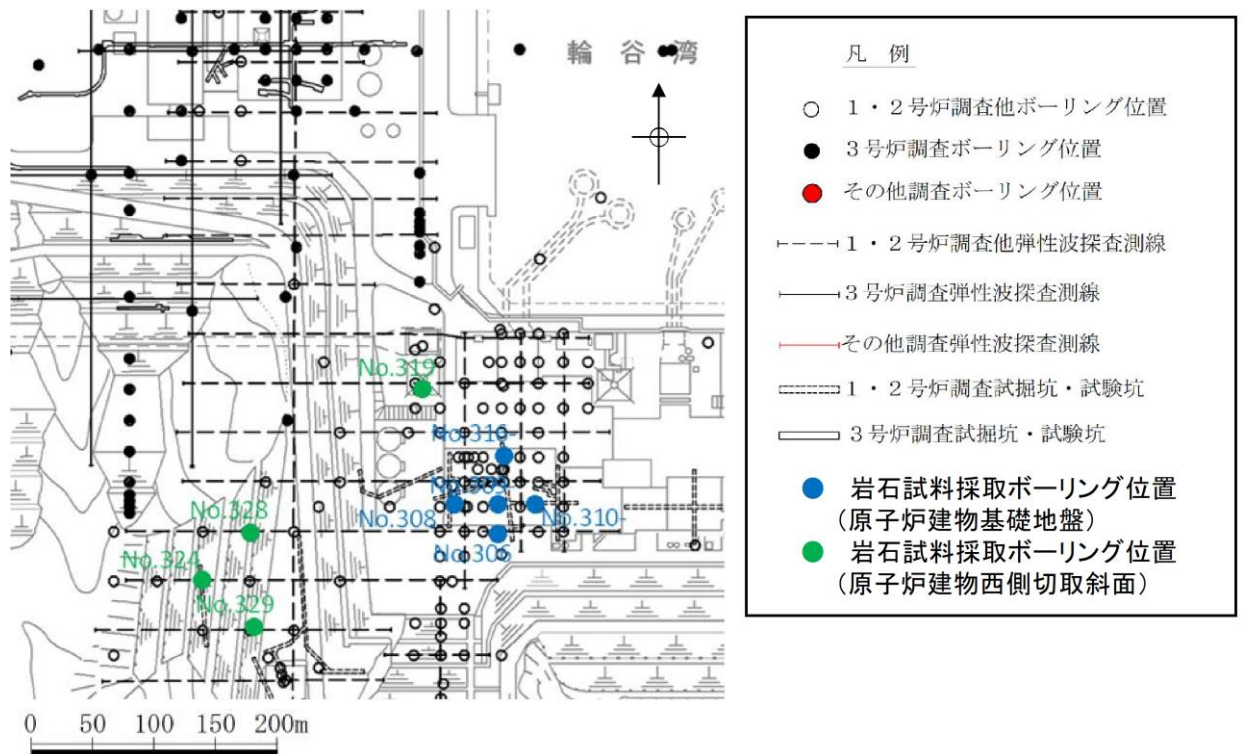 輪谷湾
No.319
No.316
No.309
No.308
No.310
No.306
No.328
No.324
No.329
0 50 100 150 200m
凡 例
1・2号炉調査他ボーリング位置
3号炉調査ボーリング位置
その他調査ボーリング位置
1・2号炉調査他弾性波探査測線
3号炉調査弾性波探査測線
その他調査弾性波探査測線
1・2号炉調査試掘坑・試験坑
3号炉調査試掘坑・試験坑
岩石試料採取ボーリング位置
(原子炉建物基礎地盤)
岩石試料採取ボーリング位置
(原子炉建物西側切取斜面)